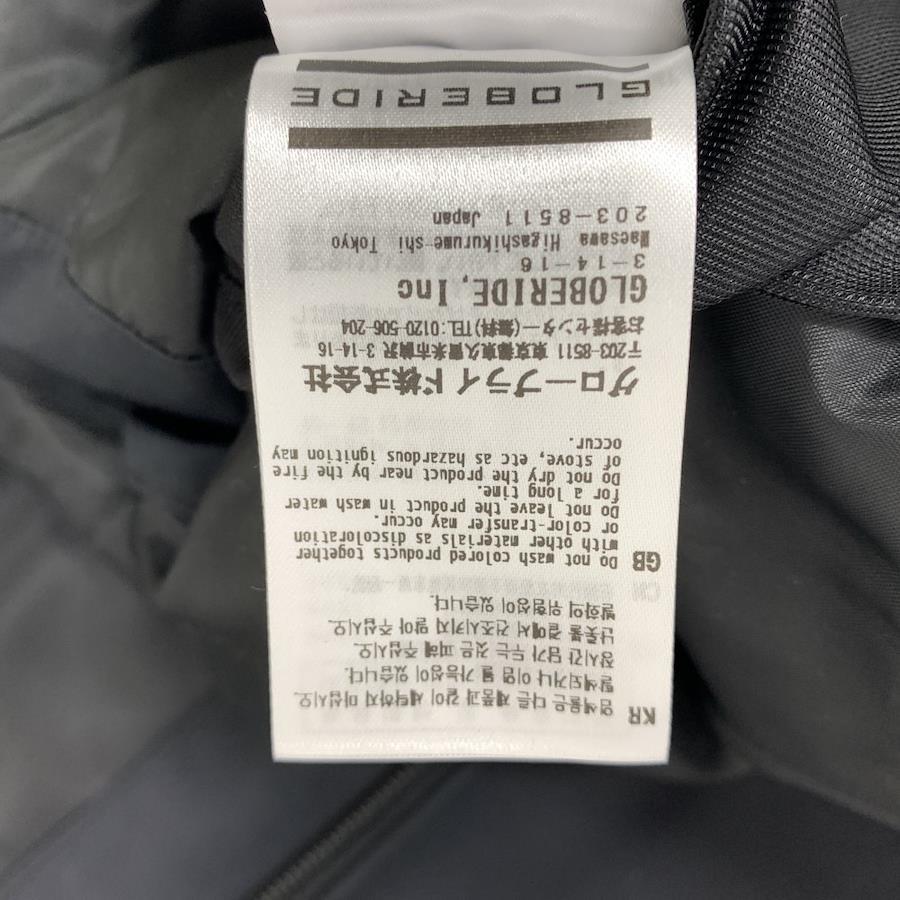 KR
염색물은 다른 제품과 같이 세탁하지 마십시오.
탈색되거나 이염 될 가능성이 있습니다.
장시간 담가 두는 것은 피해 주십시오.
난롯불 곁에서 건조시키지 말아 주십시오.
발화의 위험성이 있습니다.
CN
GB
Do not wash colored products together
with other materials as discoloration
or color-transfer may occur.
Do not leave the product in wash water
for a long time.
Do not dry the product near by the fire
of stove, etc as hazardous ignition may
occur.
グローブライド株式会社
〒203-8511 東京都東久留米市前沢 3-14-16
お客様センター(無料)TEL:0120-506-204
GLOBERIDE, Inc
3-14-16
Maesawa Higashikurume-shi Tokyo
203-8511 Japan
GLOBERIDE